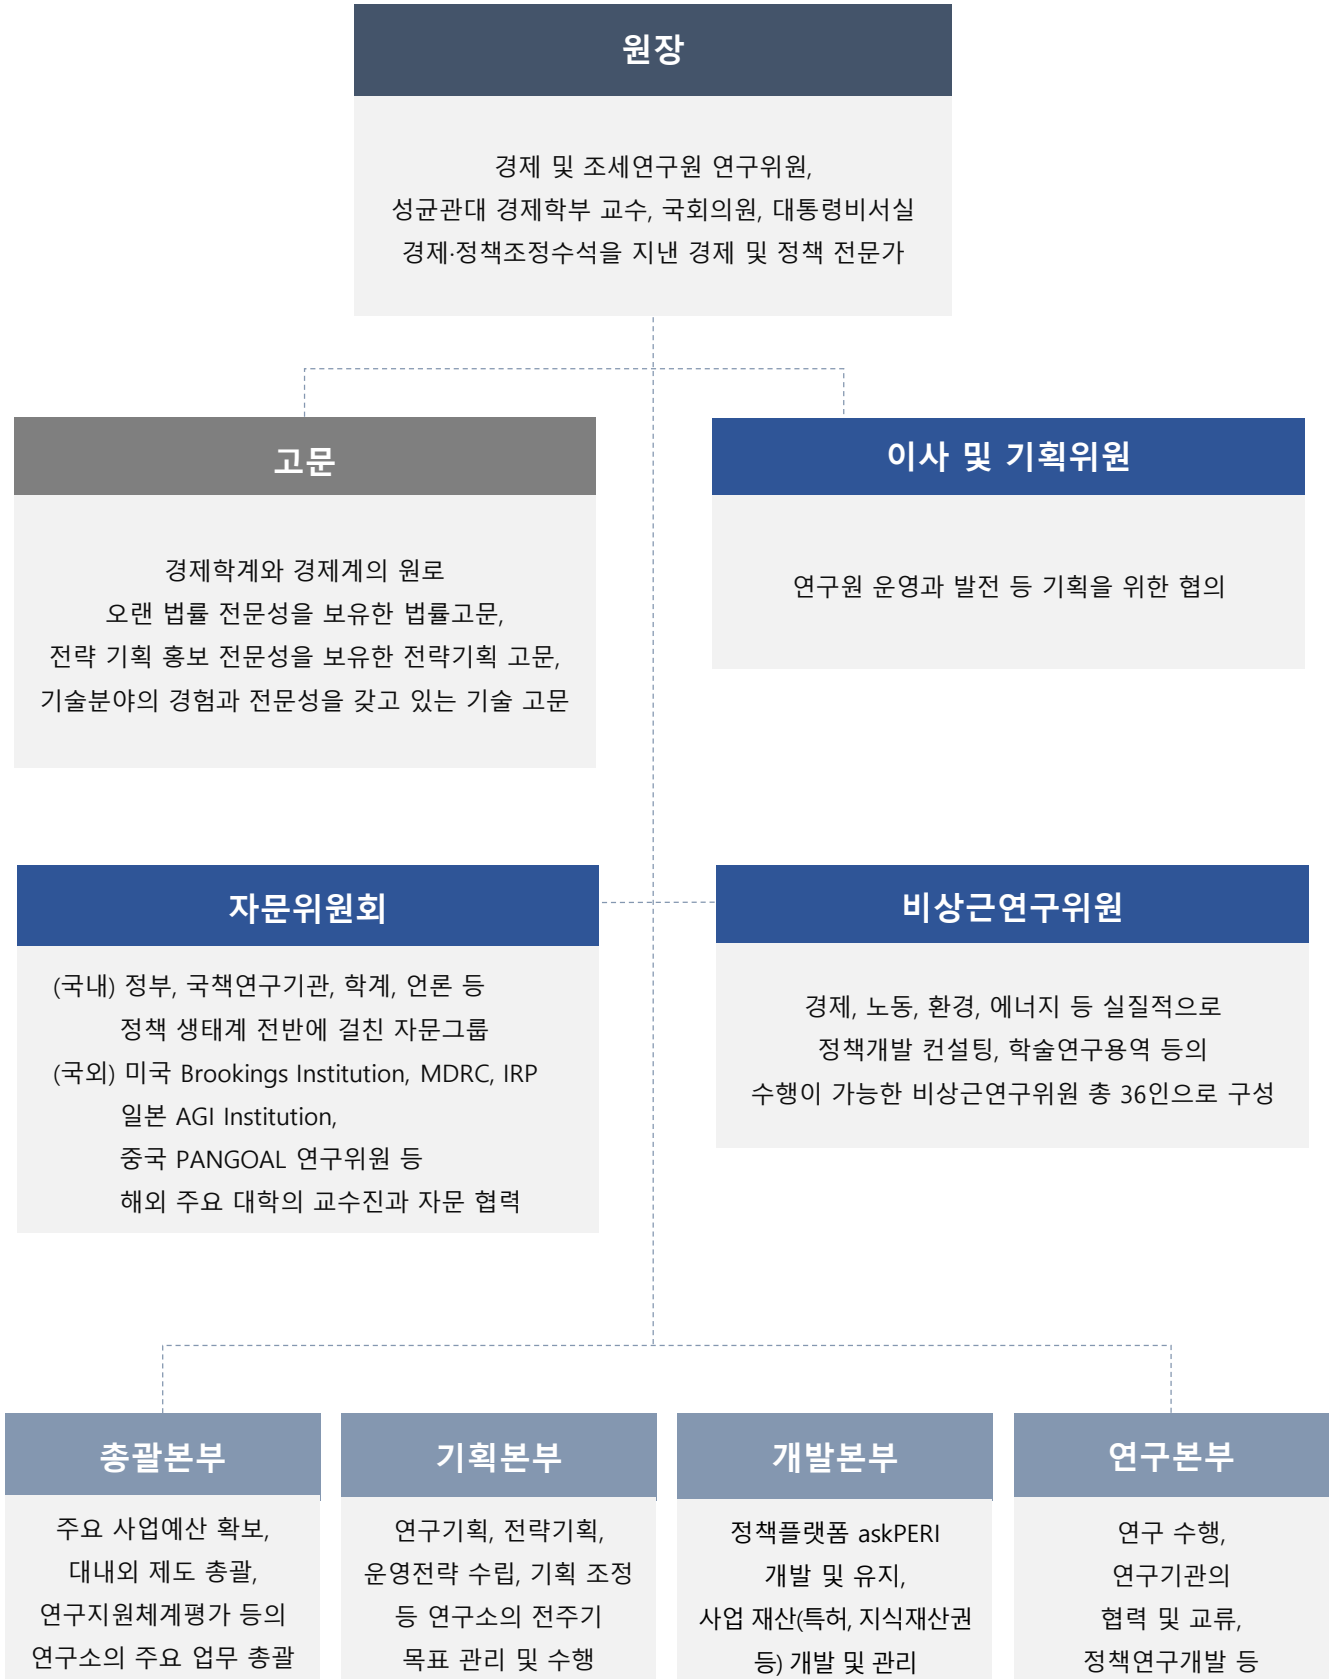 원장
경제 및 조세연구원 연구위원,
성균관대 경제학부 교수, 국회의원, 대통령비서실
경제·정책조정수석을 지낸 경제 및 정책 전문가
고문
경제학계와 경제계의 원로
오랜 법률 전문성을 보유한 법률고문,
전략 기획 홍보 전문성을 보유한 전략기획 고문,
기술분야의 경험과 전문성을 갖고 있는 기술 고문
이사 및 기획위원
연구원 운영과 발전 등 기획을 위한 협의
자문위원회
(국내) 정부, 국책연구기관, 학계, 언론 등
정책 생태계 전반에 걸친 자문그룹
(국외) 미국 Brookings Institution, MDRC, IRP
일본 AGI Institution,
중국 PANGOAL 연구위원 등
해외 주요 대학의 교수진과 자문 협력
비상근연구위원
경제, 노동, 환경, 에너지 등 실질적으로
정책개발 컨설팅, 학술연구용역 등의
수행이 가능한 비상근연구위원 총 36인으로 구성
총괄본부
주요 사업예산 확보,
대내외 제도 총괄,
연구지원체계평가 등의
연구소의 주요 업무 총괄
기획본부
연구기획, 전략기획,
운영전략 수립, 기획 조정
등 연구소의 전주기
목표 관리 및 수행
개발본부
정책플랫폼 askPERI
개발 및 유지,
사업 재산(특허, 지식재산권
등) 개발 및 관리
연구본부
연구 수행,
연구기관의
협력 및 교류,
정책연구개발 등